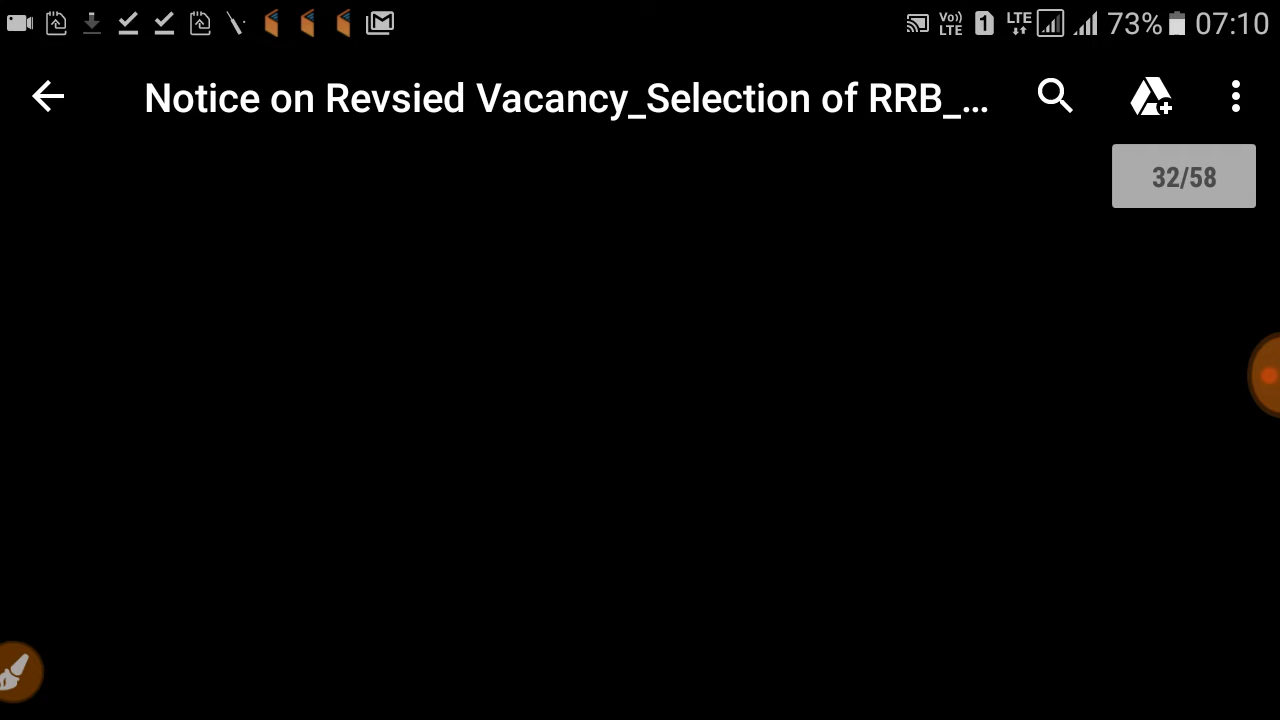 Vo) LTE 1 LTE 73% 07:10
Notice on Revsied Vacancy_Selection of RRB_...
32/58